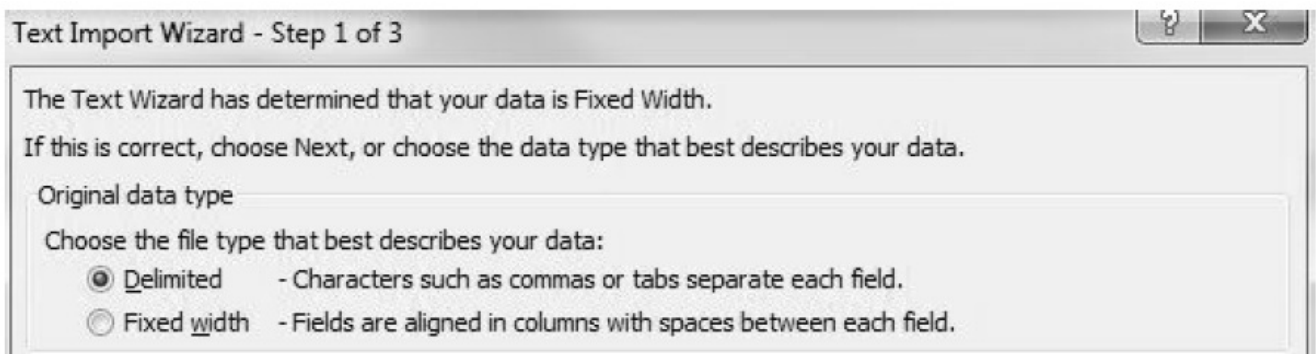 Text Import Wizard - Step 1 of 3
The Text Wizard has determined that your data is Fixed Width.
If this is correct, choose Next, or choose the data type that best describes your data.
Original data type
Choose the file type that best describes your data:
Delimited - Characters such as commas or tabs separate each field.
Fixed width - Fields are aligned in columns with spaces between each field.